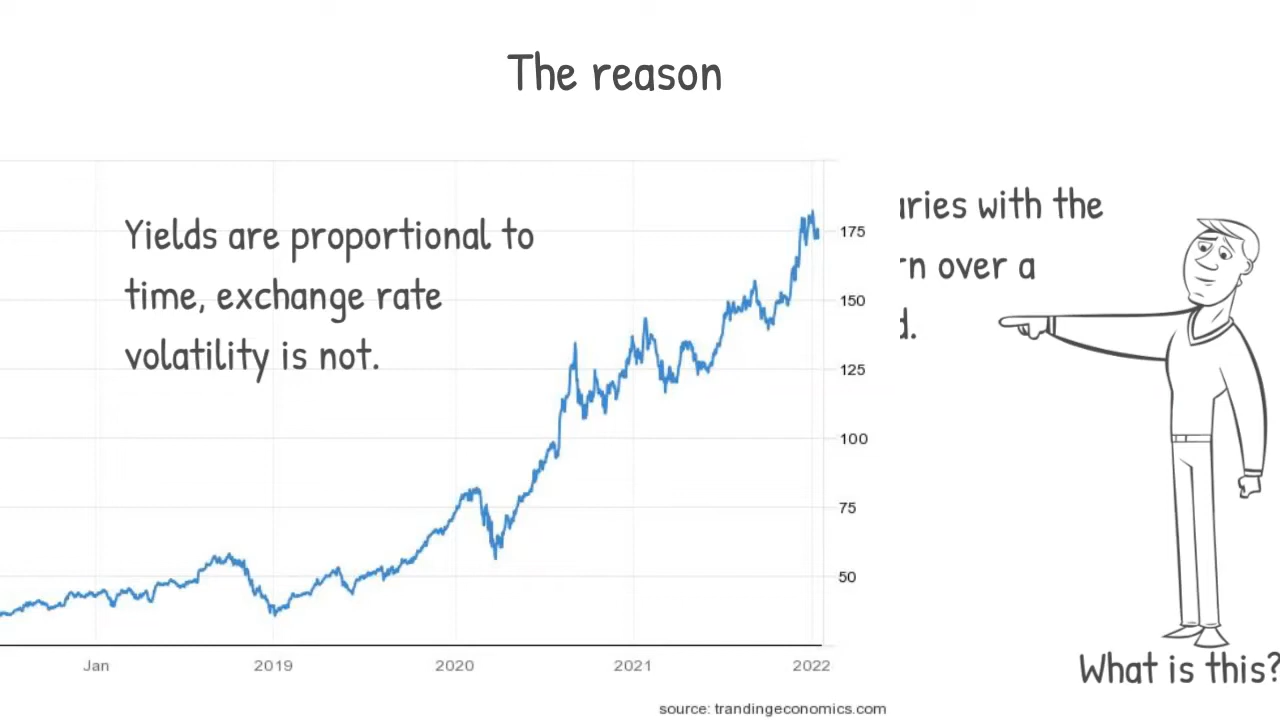 The reason
Yields are proportional to
time, exchange rate
volatility is not.
with the
over a
175
150
125
100
75
50
Jan
2019
2020
2021
2022
What is this?
source: trandingeconomics.com